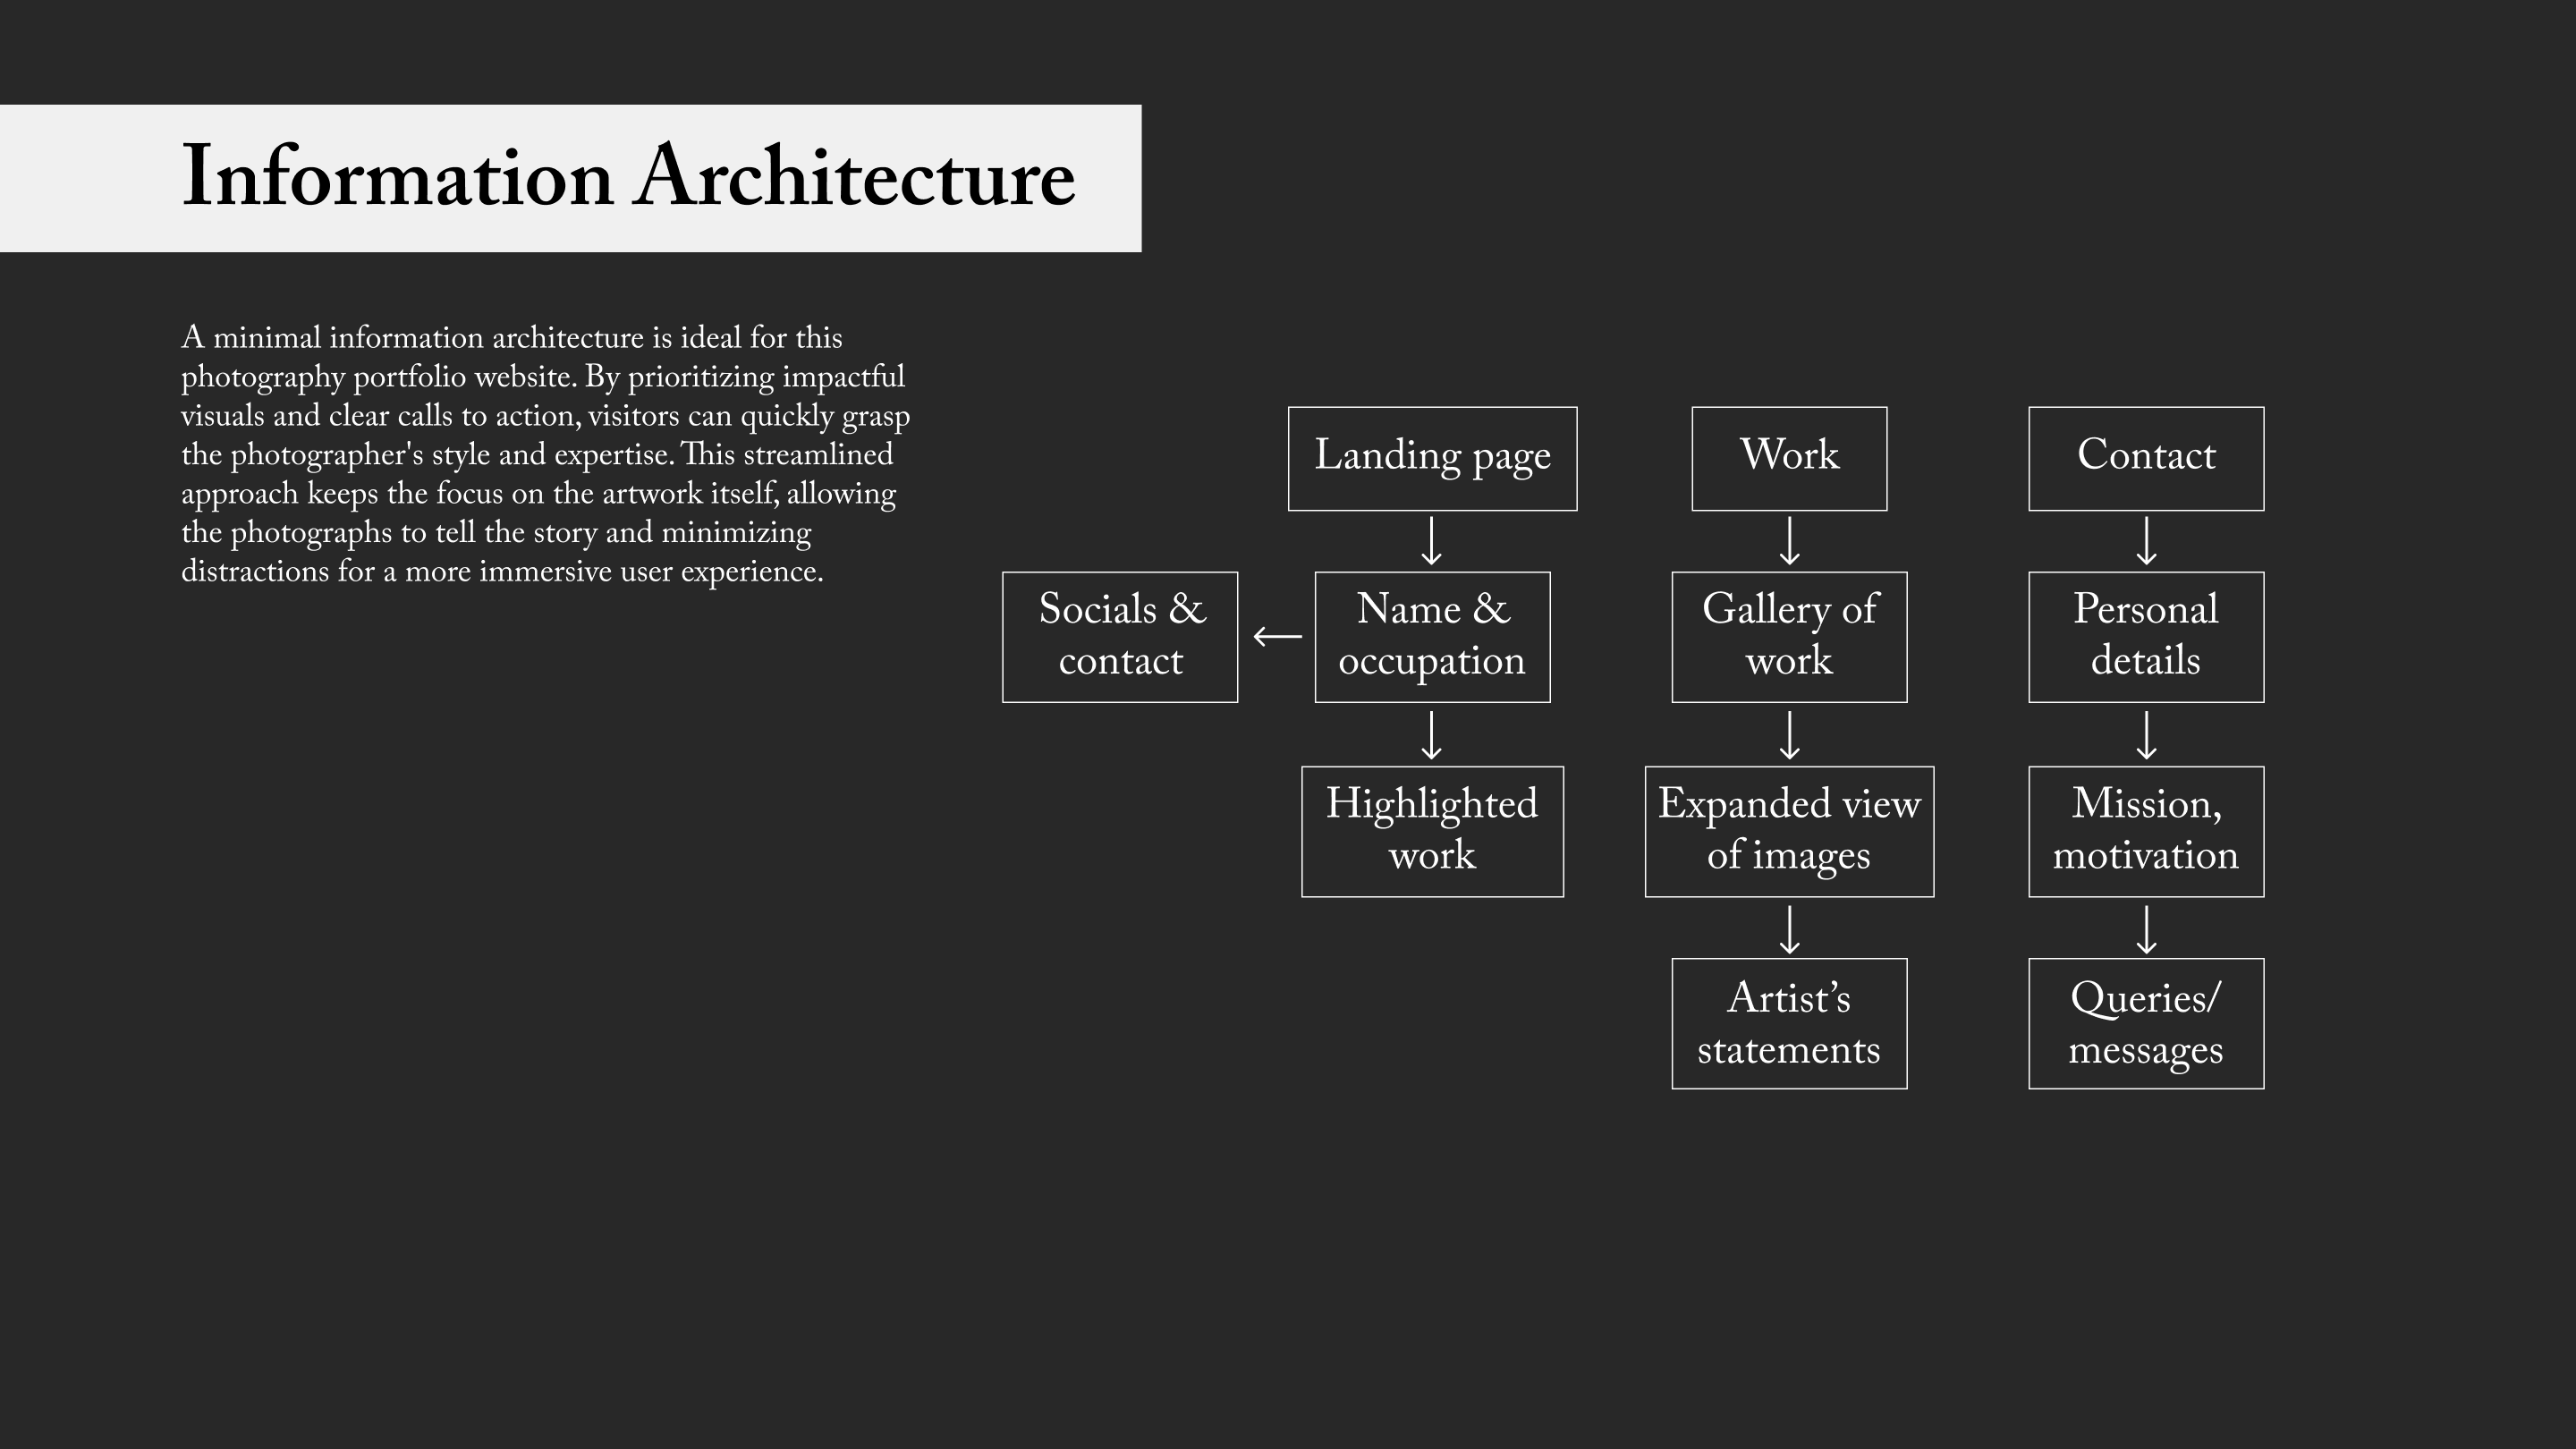 Information Architecture
A minimal information architecture is ideal for this
photography portfolio website. By prioritizing impactful
visuals and clear calls to action, visitors can quickly grasp
the photographer's style and expertise. This streamlined
approach keeps the focus on the artwork itself, allowing
the photographs to tell the story and minimizing
distractions for a more immersive user experience.
Landing page
Name &
occupation
Socials &
contact
Highlighted
work
Work
Gallery of
work
Expanded view
of images
Artist’s
statements
Contact
Personal
details
Mission,
motivation
Queries/
messages